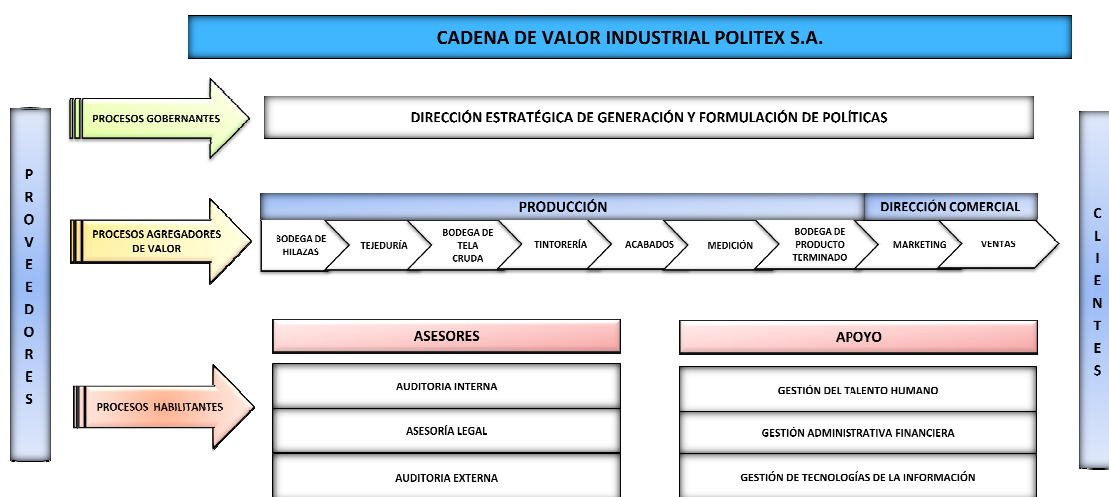 CADENA DE VALOR INDUSTRIAL POLITEX S.A.
PROVEEDORES
PROCESOS GOBERNANTES
DIRECCIÓN ESTRATÉGICA DE GENERACIÓN Y FORMULACIÓN DE POLÍTICAS
PROCESOS AGREGADORES
DE VALOR
PRODUCCIÓN
DIRECCIÓN COMERCIAL
BODEGA DE
HILAZAS
TEJEDURÍA
BODEGA DE
TELA
CRUDA
TINTORERÍA
ACABADOS
MEDICIÓN
BODEGA DE
PRODUCTO
TERMINADO
MARKETING
VENTAS
PROCESOS HABILITANTES
ASESORES
AUDITORIA INTERNA
ASESORÍA LEGAL
AUDITORIA EXTERNA
APOYO
GESTIÓN DEL TALENTO HUMANO
GESTIÓN ADMINISTRATIVA FINANCIERA
GESTIÓN DE TECNOLOGÍAS DE LA INFORMACIÓN
CLIENTES